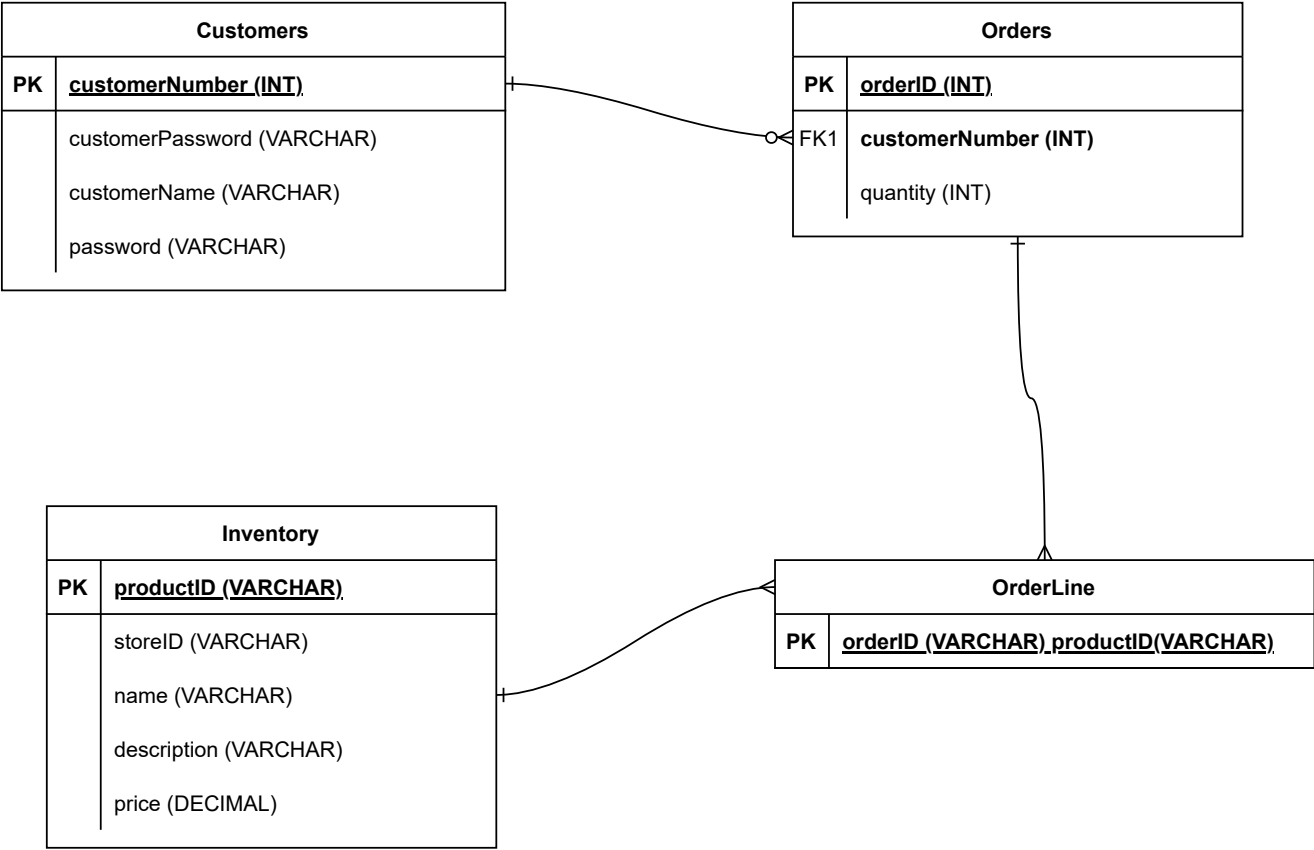 Customers
PK customerNumber (INT)
customerPassword (VARCHAR)
customerName (VARCHAR)
password (VARCHAR)
Orders
PK orderID (INT)
FK1 customerNumber (INT)
quantity (INT)
Inventory
PK productID (VARCHAR)
storeID (VARCHAR)
name (VARCHAR)
description (VARCHAR)
price (DECIMAL)
OrderLine
PK orderID (VARCHAR) productID(VARCHAR)